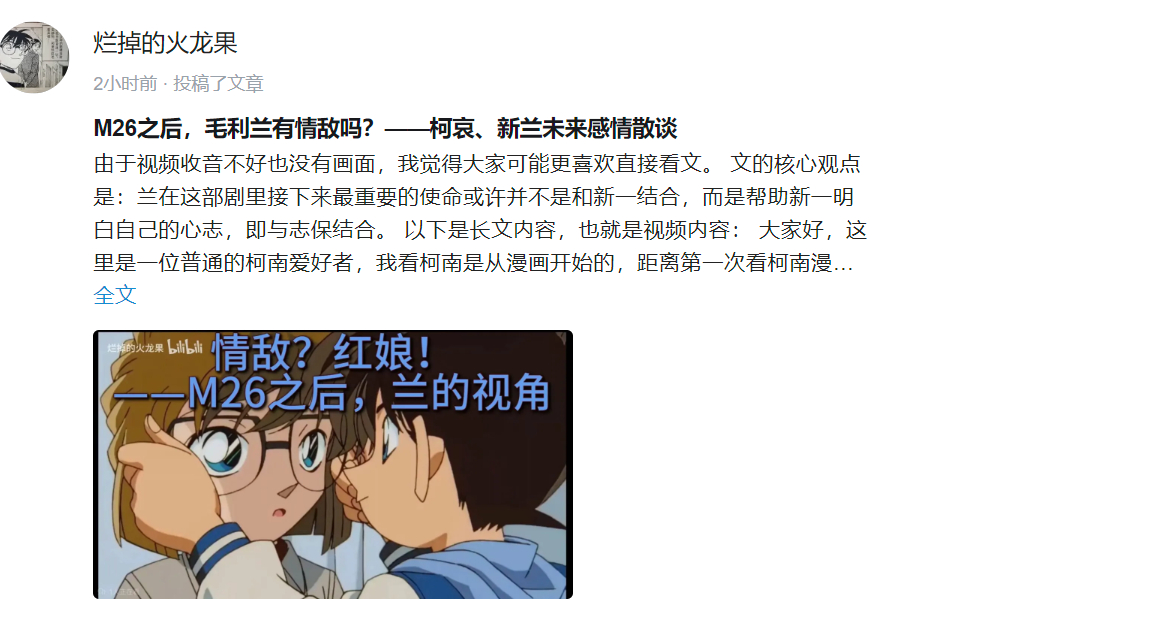 烂掉的火龙果
2小时前 · 投稿了文章
M26之后，毛利兰有情敌吗？——柯哀、新兰未来感情散谈
由于视频收音不好也没有画面，我觉得大家可能更喜欢直接看文。 文的核心观点
是：兰在这部剧里接下来最重要的使命或许并不是和新一结合，而是帮助新一明
白自己的心志，即与志保结合。 以下是长文内容，也就是视频内容： 大家好，这
里是一位普通的柯南爱好者，我看柯南是从漫画开始的，距离第一次看柯南漫...
全文
烂掉的火龙果 bilibili
情敌？红娘！
——M26之后，兰的视角